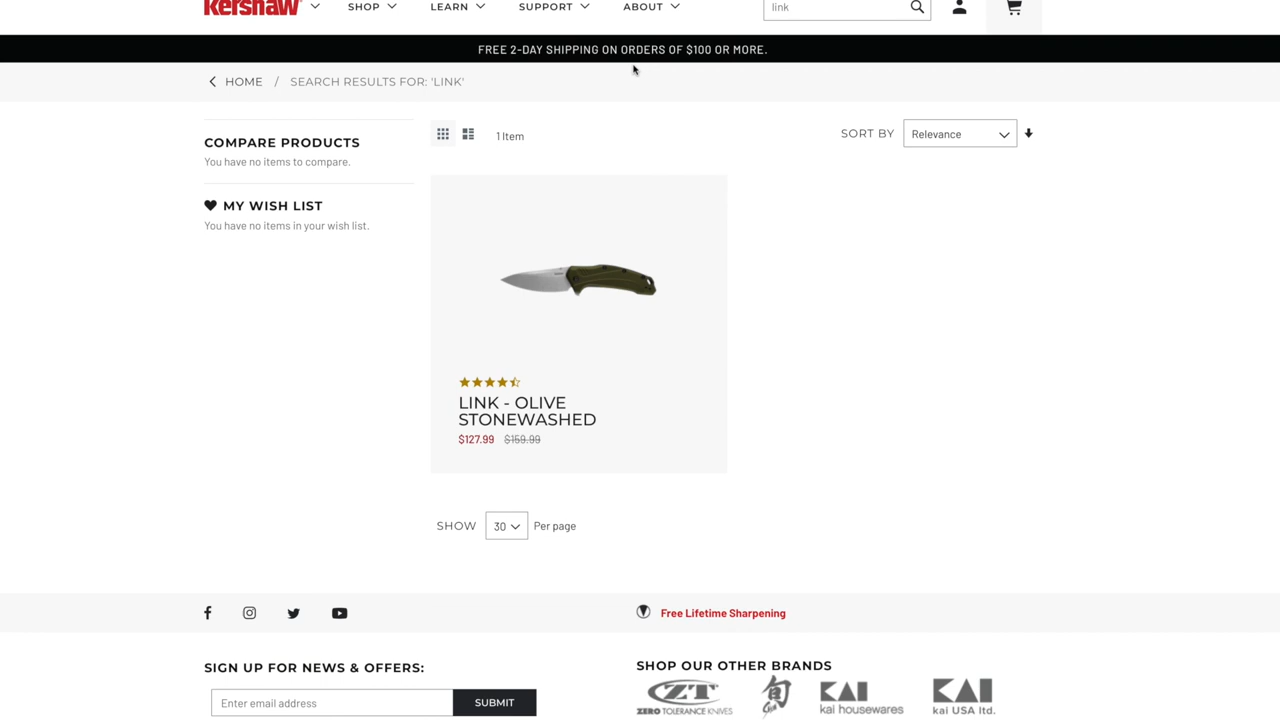 Kershaw
SHOP LEARN SUPPORT ABOUT
link
FREE 2-DAY SHIPPING ON ORDERS OF $100 OR MORE.
HOME / SEARCH RESULTS FOR: 'LINK'
COMPARE PRODUCTS
You have no items to compare.
MY WISH LIST
You have no items in your wish list.
1 Item
SORT BY Relevance
LINK - OLIVE
STONEWASHED
$127.99 $159.99
SHOW 30 Per page
Free Lifetime Sharpening
SIGN UP FOR NEWS & OFFERS:
Enter email address SUBMIT
SHOP OUR OTHER BRANDS
ZT
ZERO TOLERANCE KNIVES
旬
KAI
kai housewares
KAI
kai USA ltd.